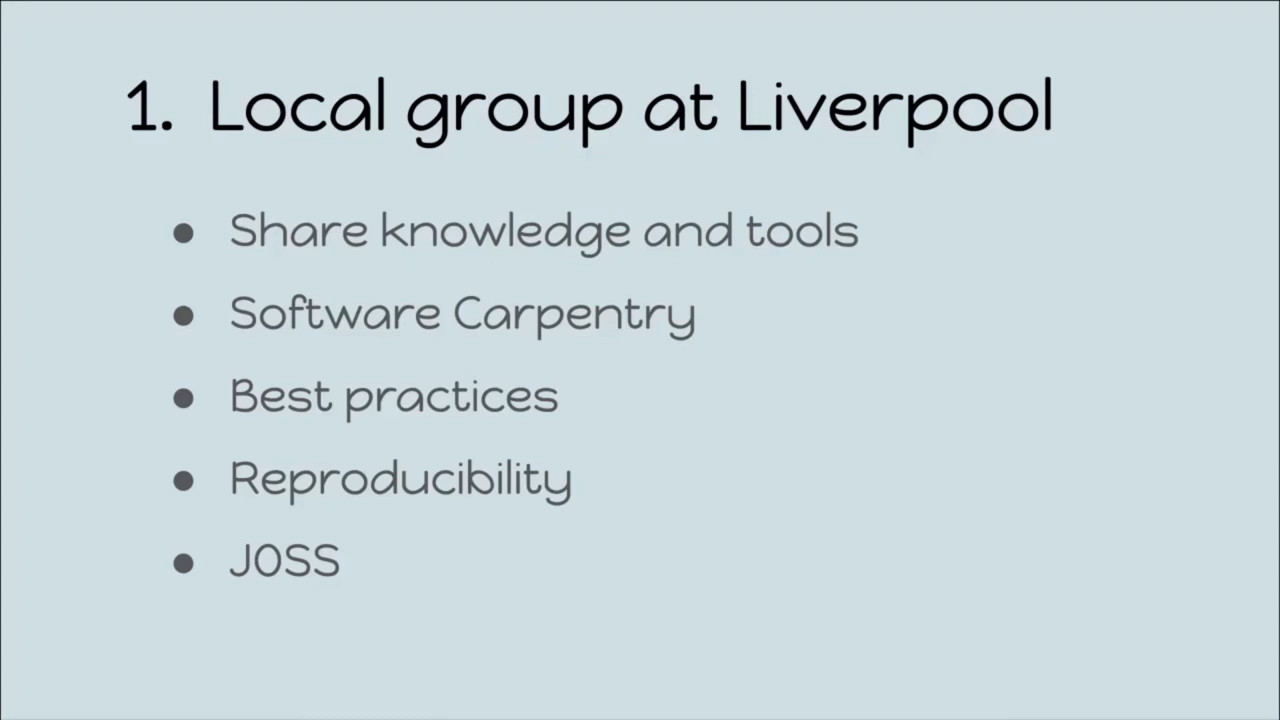 1. Local group at Liverpool
● Share knowledge and tools
● Software Carpentry
● Best practices
● Reproducibility
● JOSS